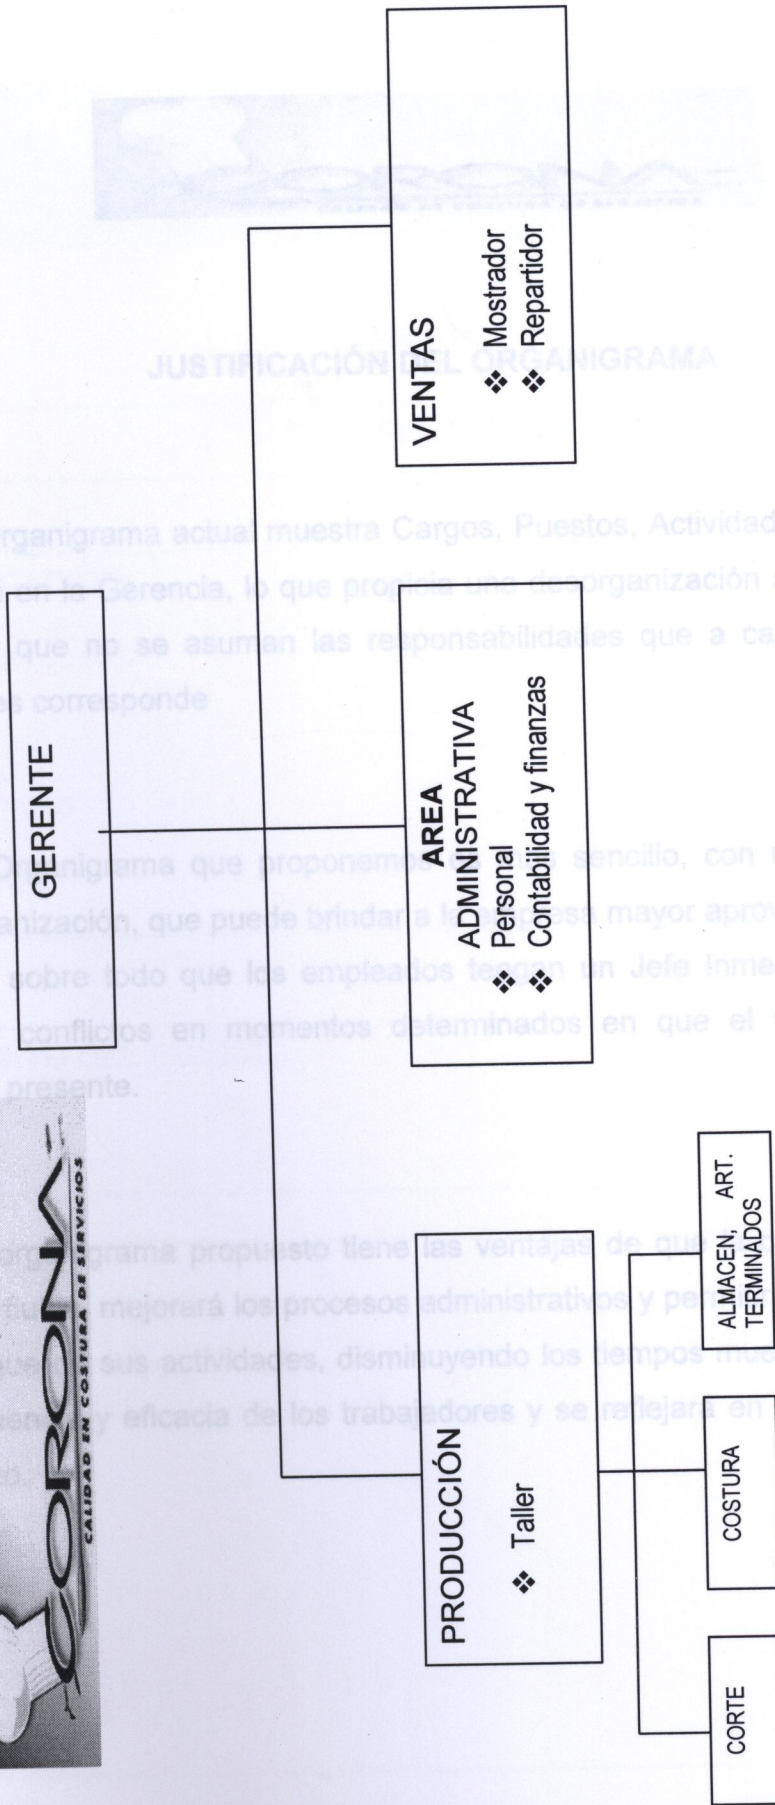 CORONA
CALIDAD EN COSTURA DE SERVICIOS
GERENTE
PRODUCCIÓN
❖ Taller
AREA
ADMINISTRATIVA
❖ Personal
❖ Contabilidad y finanzas
VENTAS
❖ Mostrador
❖ Repartidor
CORTE
COSTURA
ALMACEN, ART.
TERMINADOS
JUSTIFICACIÓN DEL ORGANIGRAMA
organigrama actual muestra Cargos, Puestos, Actividad
en la Gerencia, lo que propicia una desorganización
que no se asuman las responsabilidades que a ca
es corresponde
Organigrama que proponemos es más sencillo, con
anización, que puede brindar a la empresa mayor aprov
sobre todo que los empleados tengan un Jefe Inme
conflictos en momentos determinados en que el
presente.
organigrama propuesto tiene las ventajas de que
mejorará los procesos administrativos y
sus actividades, disminuyendo los tiempos
y eficacia de los trabajadores y se reflejará en